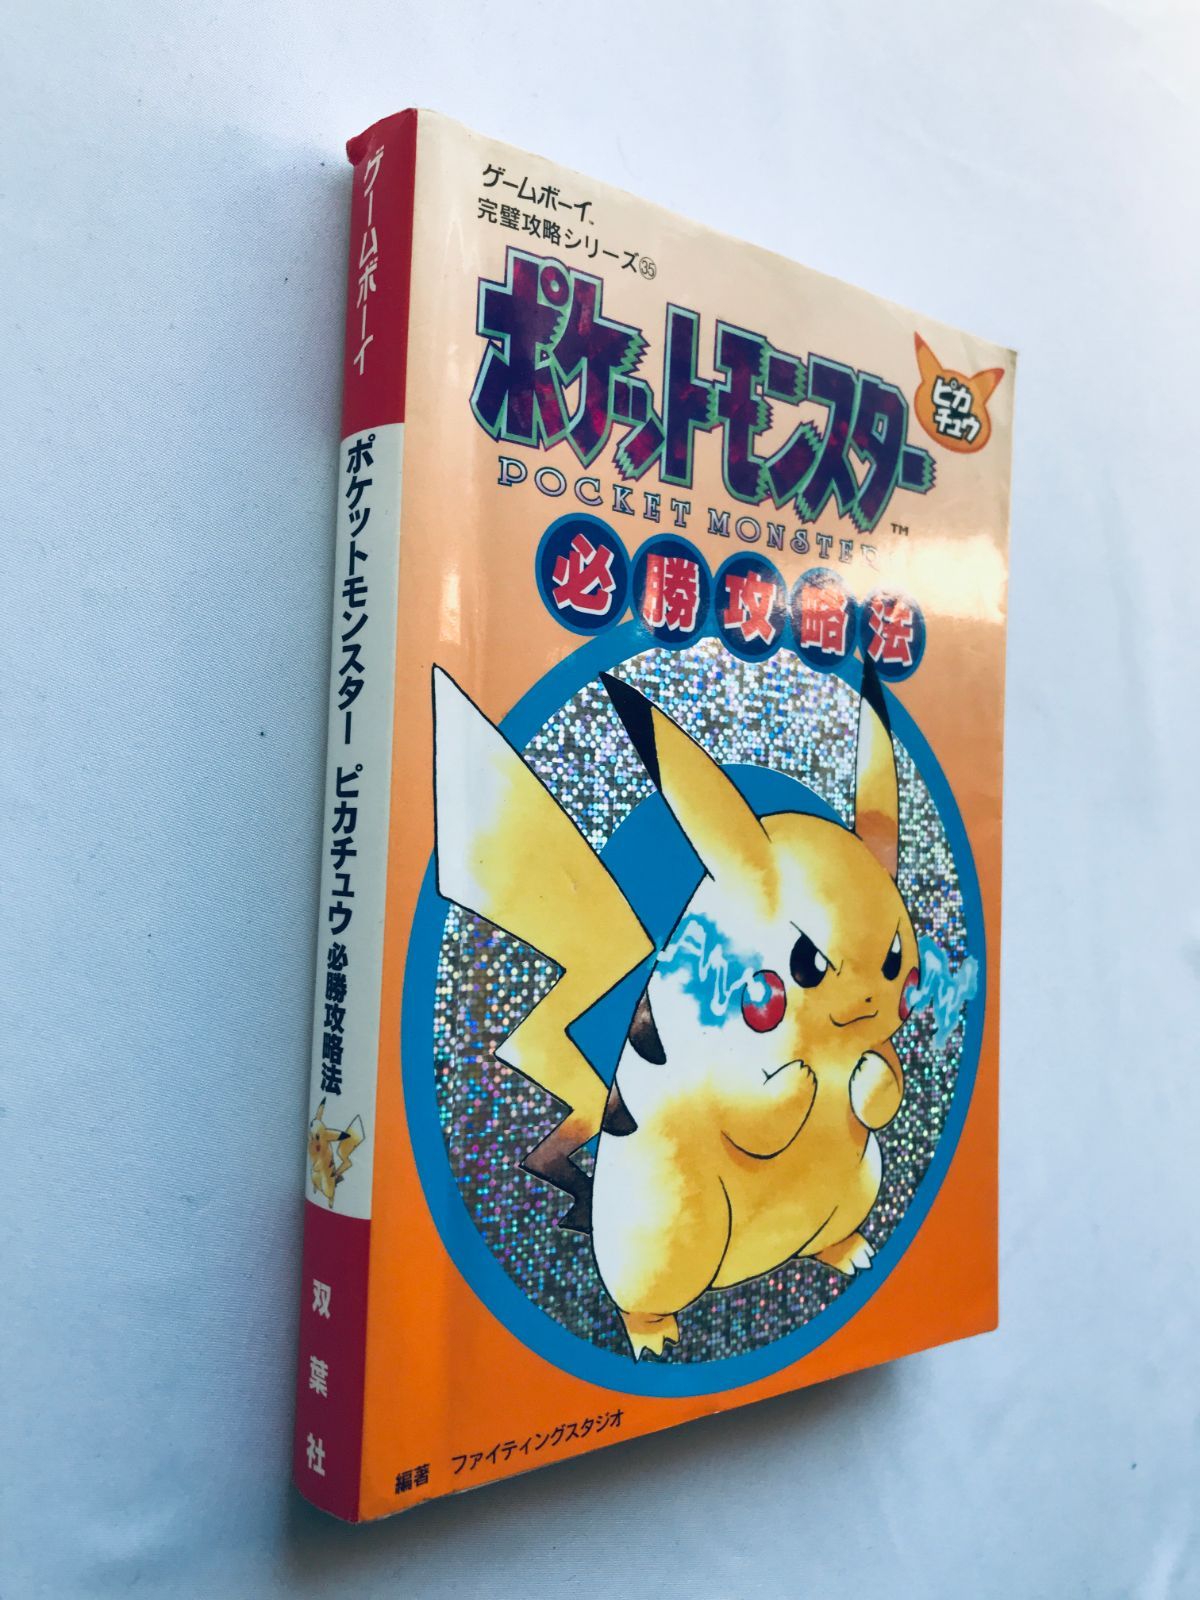 ゲームボーイ™
完璧攻略シリーズ㉟
ポケットモンスター
ピカ
チュウ
POCKET MONSTER
TM
必勝攻略法
編著 ファイティングスタジオ
ゲームボーイ
ポケットモンスター ピカチュウ 必勝攻略法
双葉社